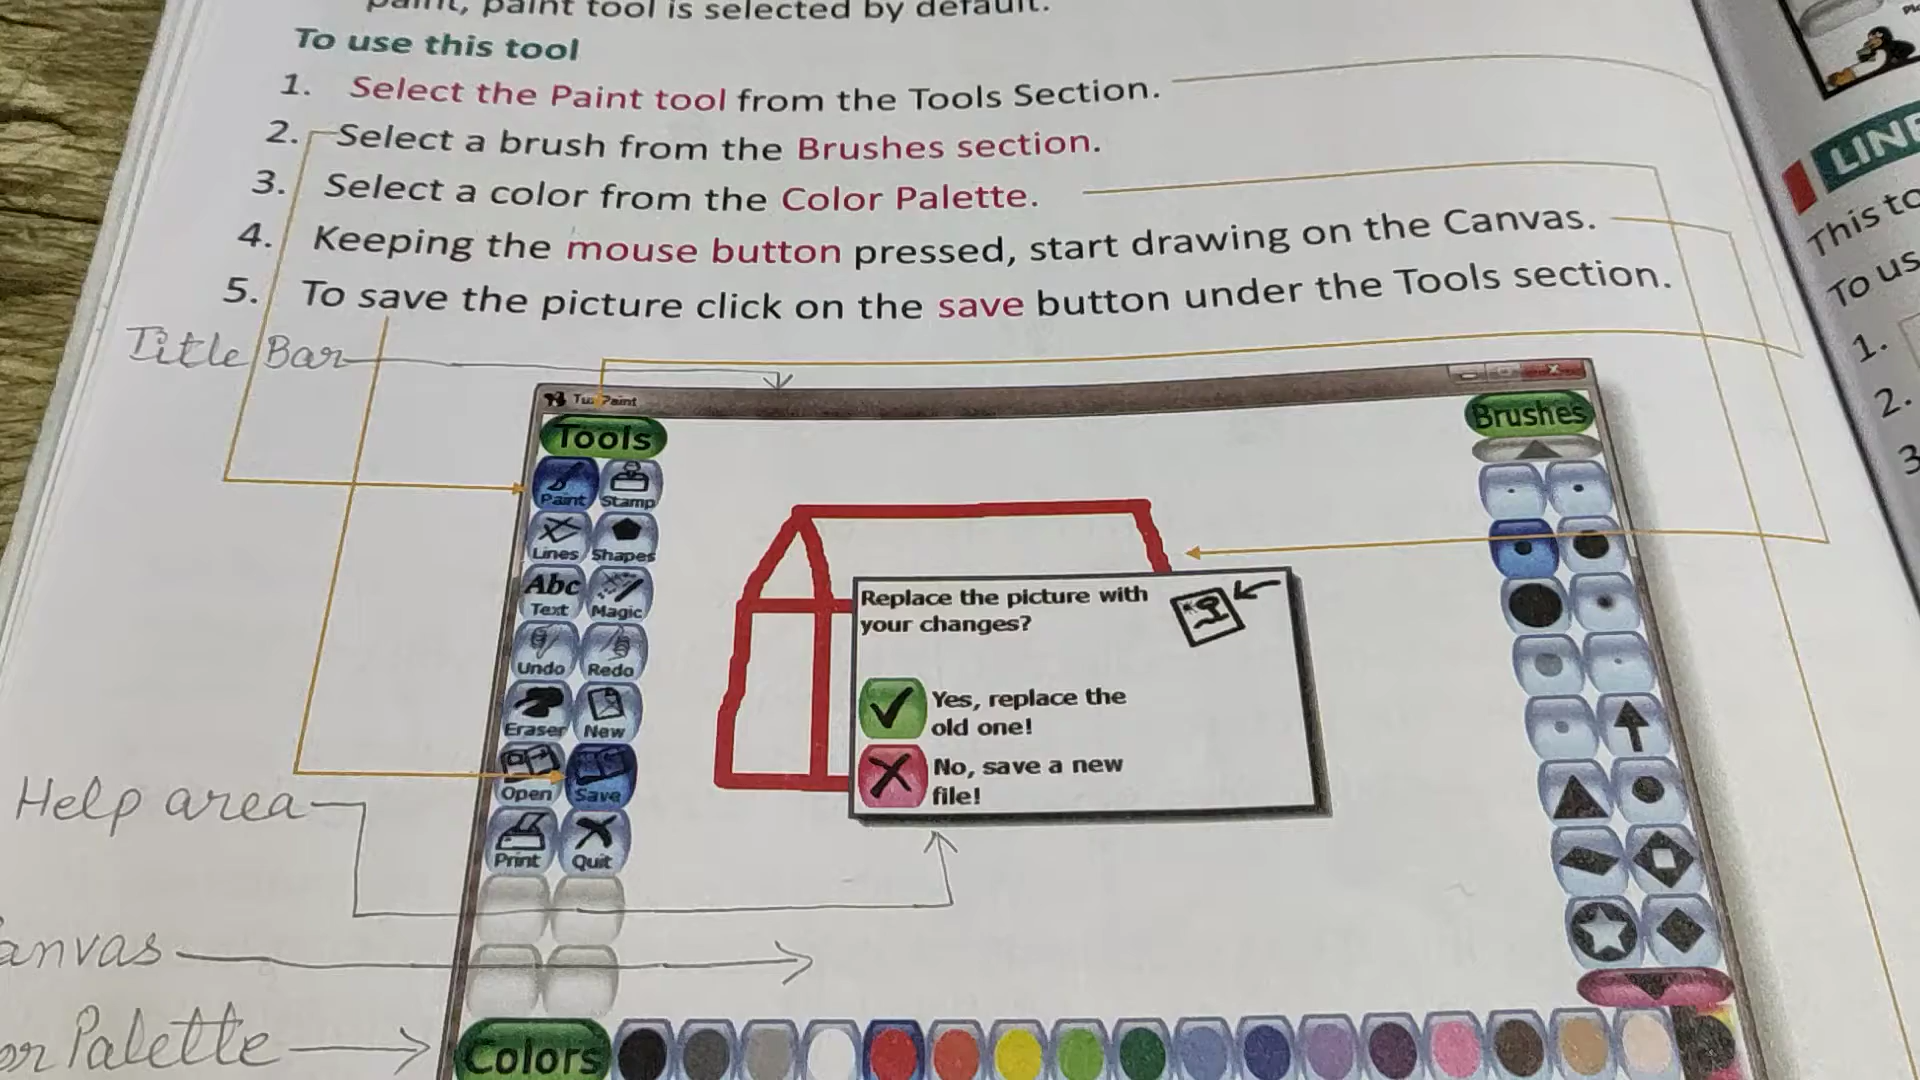 paint, paint tool is selected by default.
To use this tool
1. Select the Paint tool from the Tools Section.
2. Select a brush from the Brushes section.
3. Select a color from the Color Palette.
4. Keeping the mouse button pressed, start drawing on the Canvas.
5. To save the picture click on the save button under the Tools section.
Title Bar
Tux Paint
Tools
Brushes
Paint Stamp
Lines Shapes
Abc
Text Magic
Undo Redo
Eraser New
Open Save
Print Quit
Replace the picture with
your changes?
Yes, replace the
old one!
No, save a new
file!
Help area
anvas
or Palette
Colors
LINE
This to
To us
1.
2.
3